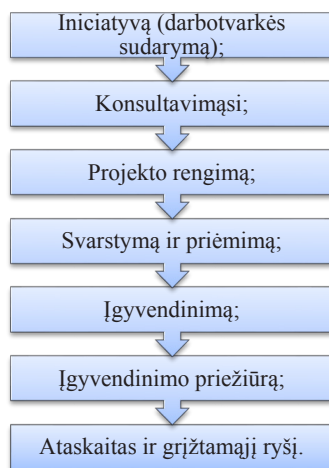 Iniciatyvą (darbotvarkės
sudarymą);
Konsultavimąsi;
Projekto rengimą;
Svarstymą ir priėmimą;
Įgyvendinimą;
Įgyvendinimo priežiūrą;
Ataskaitas ir grįžtamąjį ryšį.